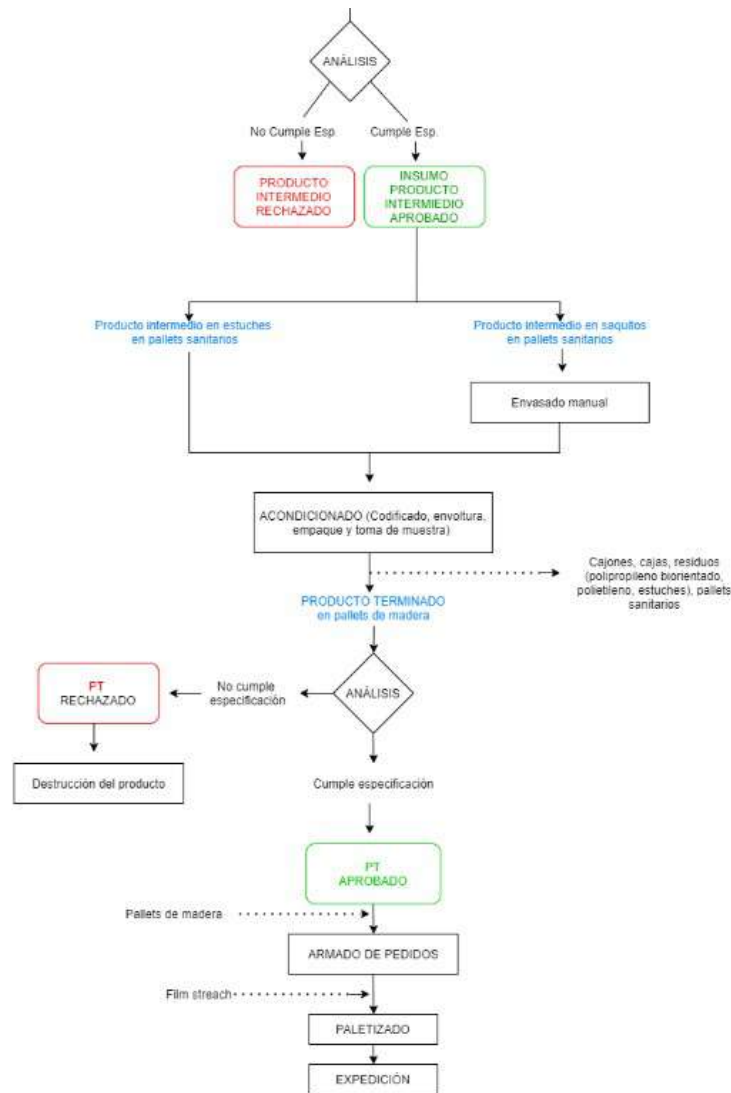 ANÁLISIS
No Cumple Esp.
Cumple Esp.
PRODUCTO
INTERMEDIO
RECHAZADO
INSUMO
PRODUCTO
INTERMIEDIO
APROBADO
Producto intermedio en estuches
en pallets sanitarios
Producto intermedio en saquitos
en pallets sanitarios
Envasado manual
ACONDICIONADO (Codificado, envoltura,
empaque y toma de muestra)
Cajones, cajas, residuos
(polipropileno biorientado,
polietileno, estuches), pallets
sanitarios
PRODUCTO TERMINADO
en pallets de madera
PT
RECHAZADO
No cumple
especificación
ANÁLISIS
Destrucción del producto
Cumple especificación
PT
APROBADO
Pallets de madera
ARMADO DE PEDIDOS
Film streach
PALETIZADO
EXPEDICIÓN